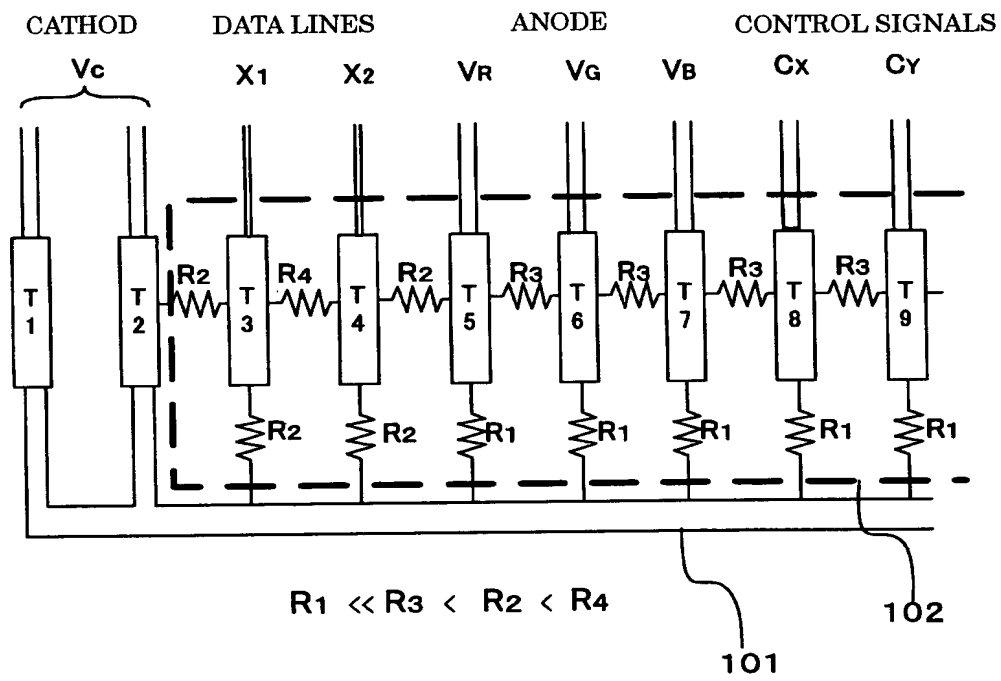 CATHOD DATA LINES ANODE CONTROL SIGNALS
Vc X1 X2 VR VG VB CX CY
R2 R4 R2 R3 R3 R3 R3
T1 T2 T3 T4 T5 T6 T7 T8 T9
R2 R2 R1 R1 R1 R1 R1
R1 << R3 < R2 < R4
102
101